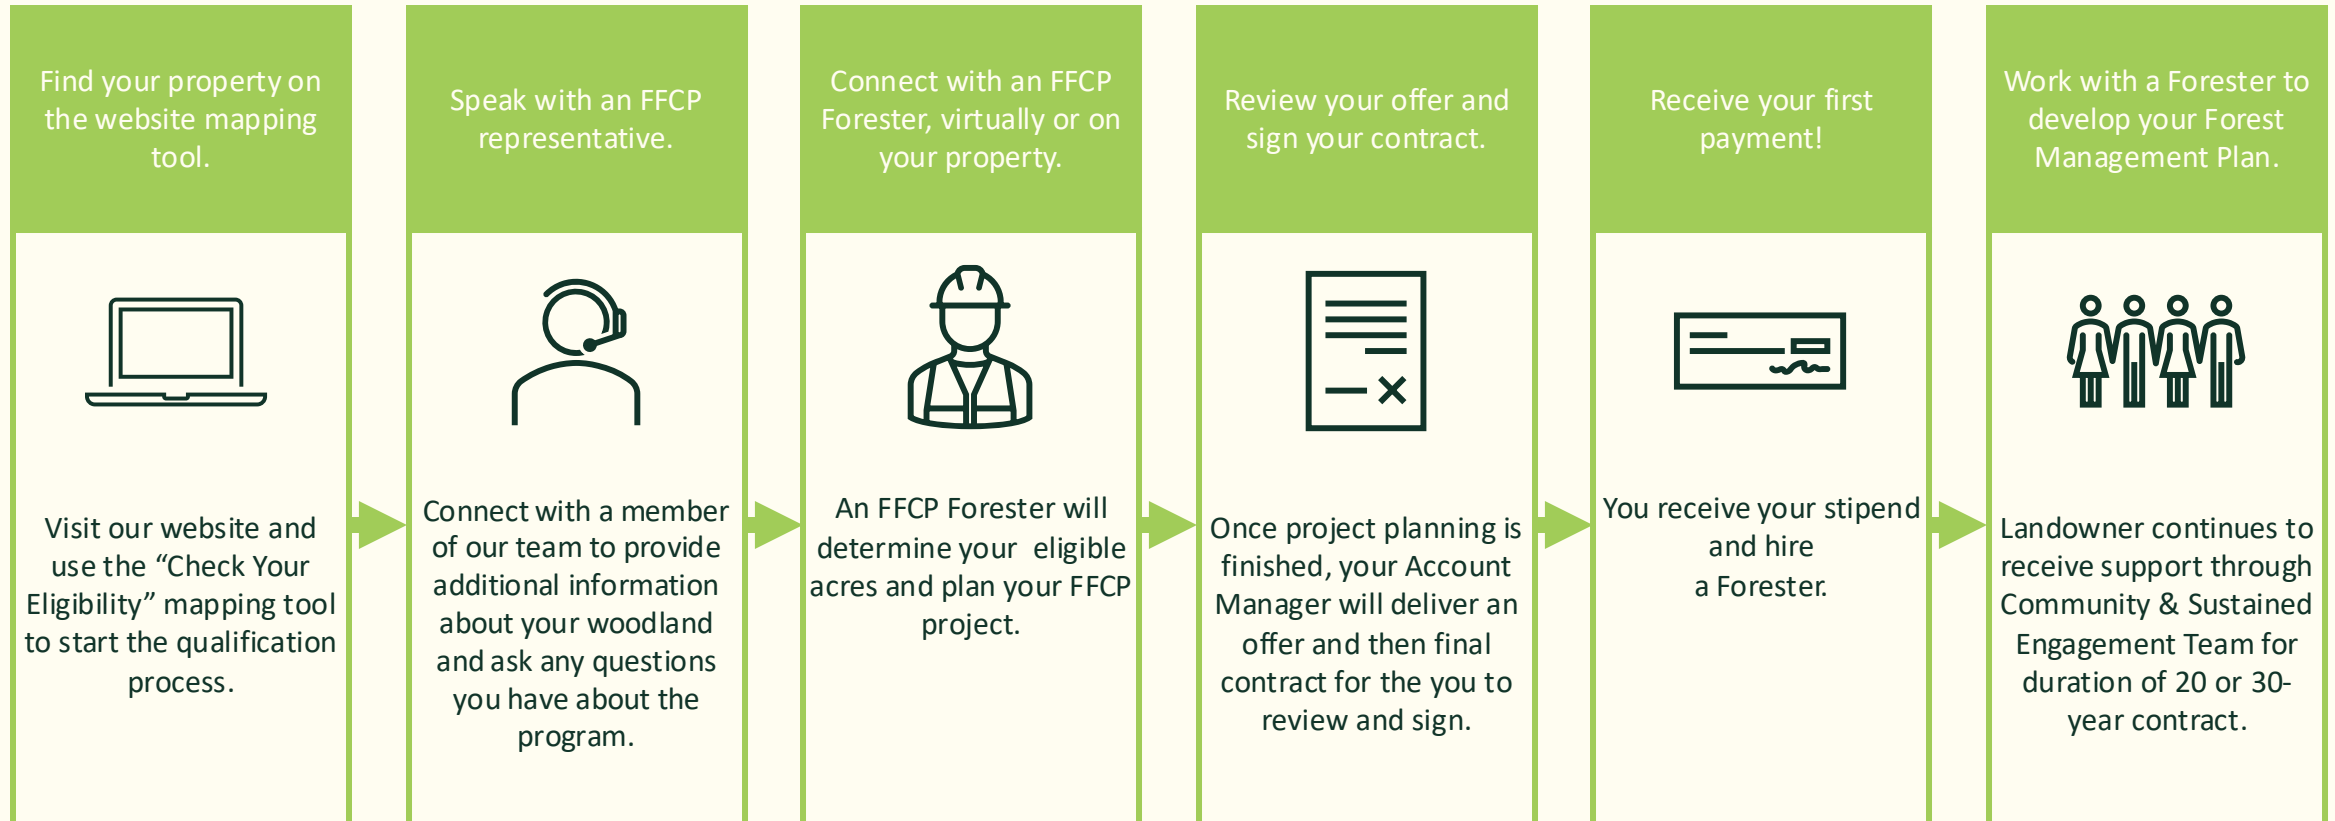 Find your property on
the website mapping
tool.
Visit our website and
use the “Check Your
Eligibility” mapping tool
to start the qualification
process.
Speak with an FFCP
representative.
Connect with a member
of our team to provide
additional information
about your woodland
and ask any questions
you have about the
program.
Connect with an FFCP
Forester, virtually or on
your property.
An FFCP Forester will
determine your eligible
acres and plan your FFCP
project.
Review your offer and
sign your contract.
Once project planning is
finished, your Account
Manager will deliver an
offer and then final
contract for the you to
review and sign.
Receive your first
payment!
You receive your stipend
and hire
a Forester.
Work with a Forester to
develop your Forest
Management Plan.
Landowner continues to
receive support through
Community & Sustained
Engagement Team for
duration of 20 or 30-
year contract.